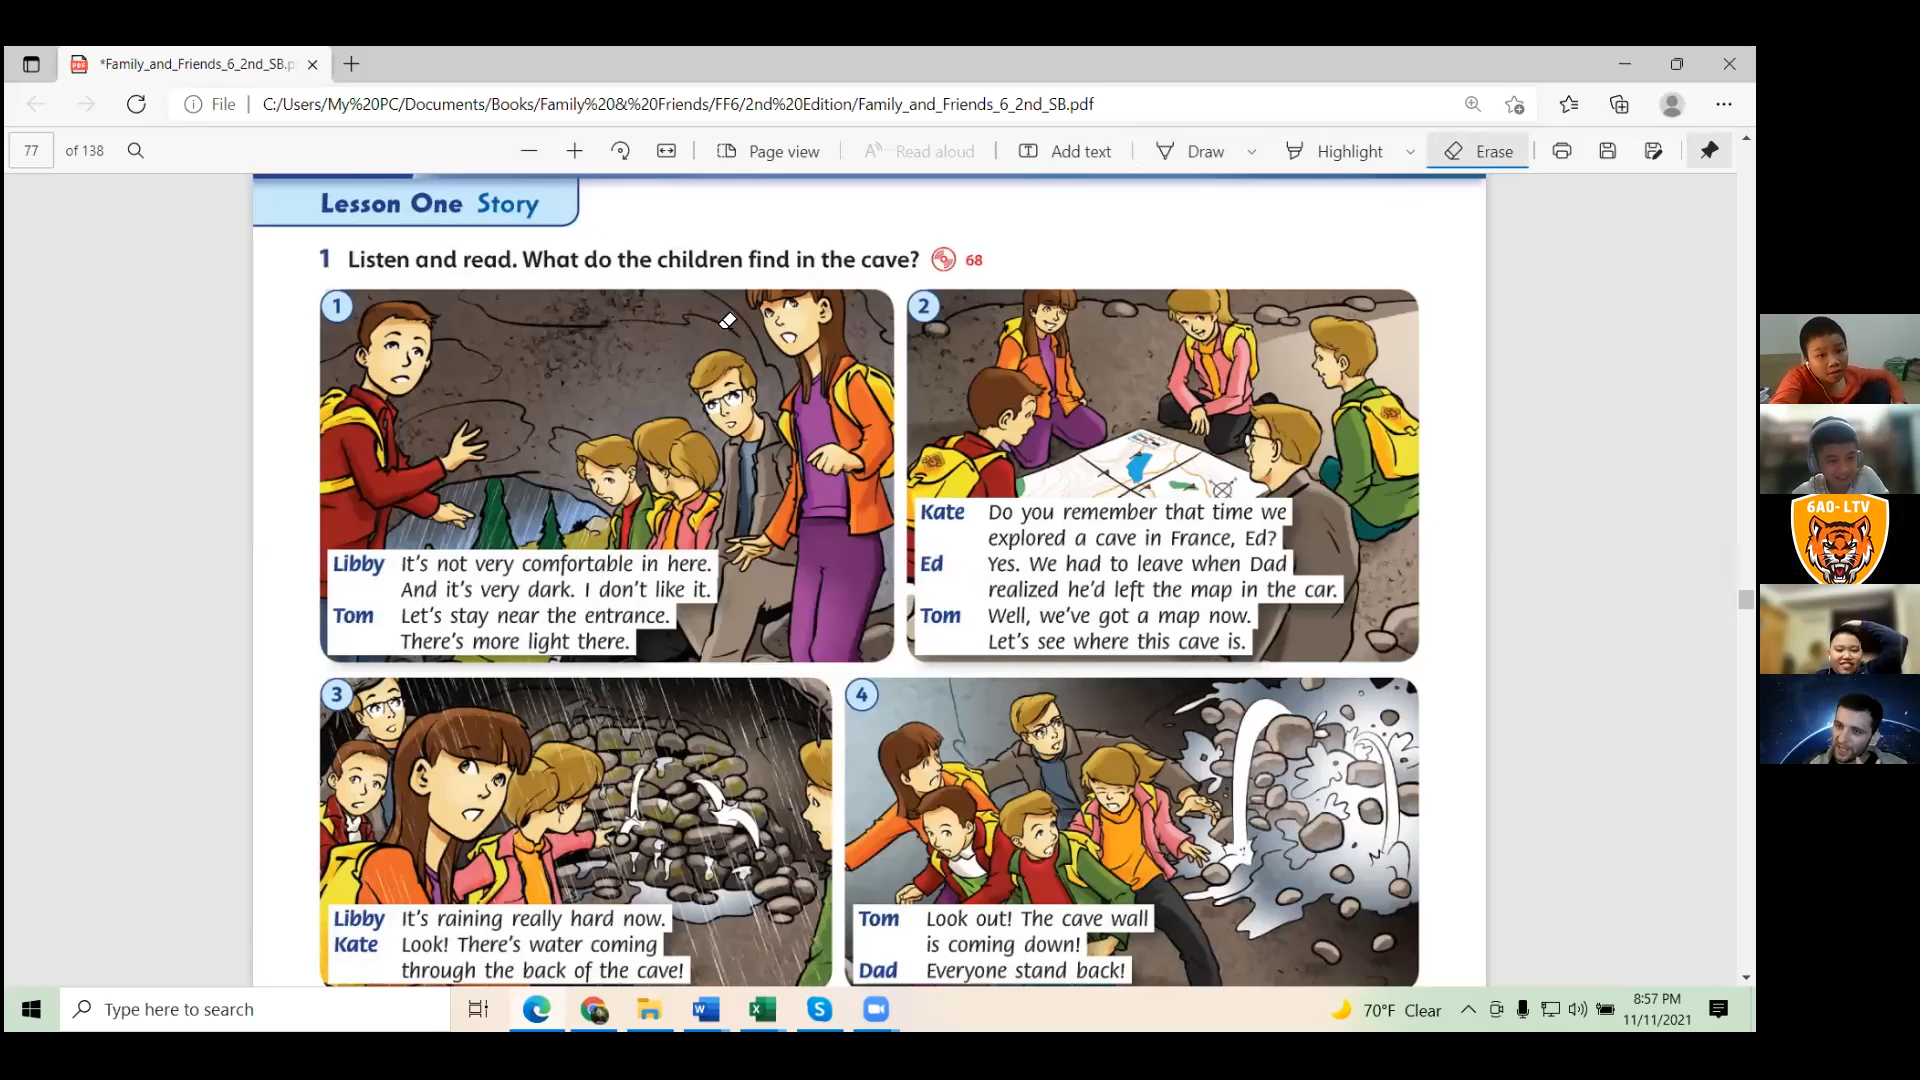 *Family_and_Friends_6_2nd_SB.p
File
C:/Users/My%20PC/Documents/Books/Family%20&%20Friends/FF6/2nd%20Edition/Family_and_Friends_6_2nd_SB.pdf
77 of 138
Page view
Read aloud
Add text
Draw
Highlight
Erase
Lesson One Story
1 Listen and read. What do the children find in the cave? 68
1
Libby It's not very comfortable in here.
And it's very dark. I don't like it.
Tom Let's stay near the entrance.
There's more light there.
2
Kate Do you remember that time we
explored a cave in France, Ed?
Ed Yes. We had to leave when Dad
realized he'd left the map in the car.
Tom Well, we've got a map now.
Let's see where this cave is.
3
Libby It's raining really hard now.
Kate Look! There's water coming
through the back of the cave!
4
Tom Look out! The cave wall
is coming down!
Dad Everyone stand back!
6A0-LTV
Type here to search
70°F Clear
8:57 PM
11/11/2021